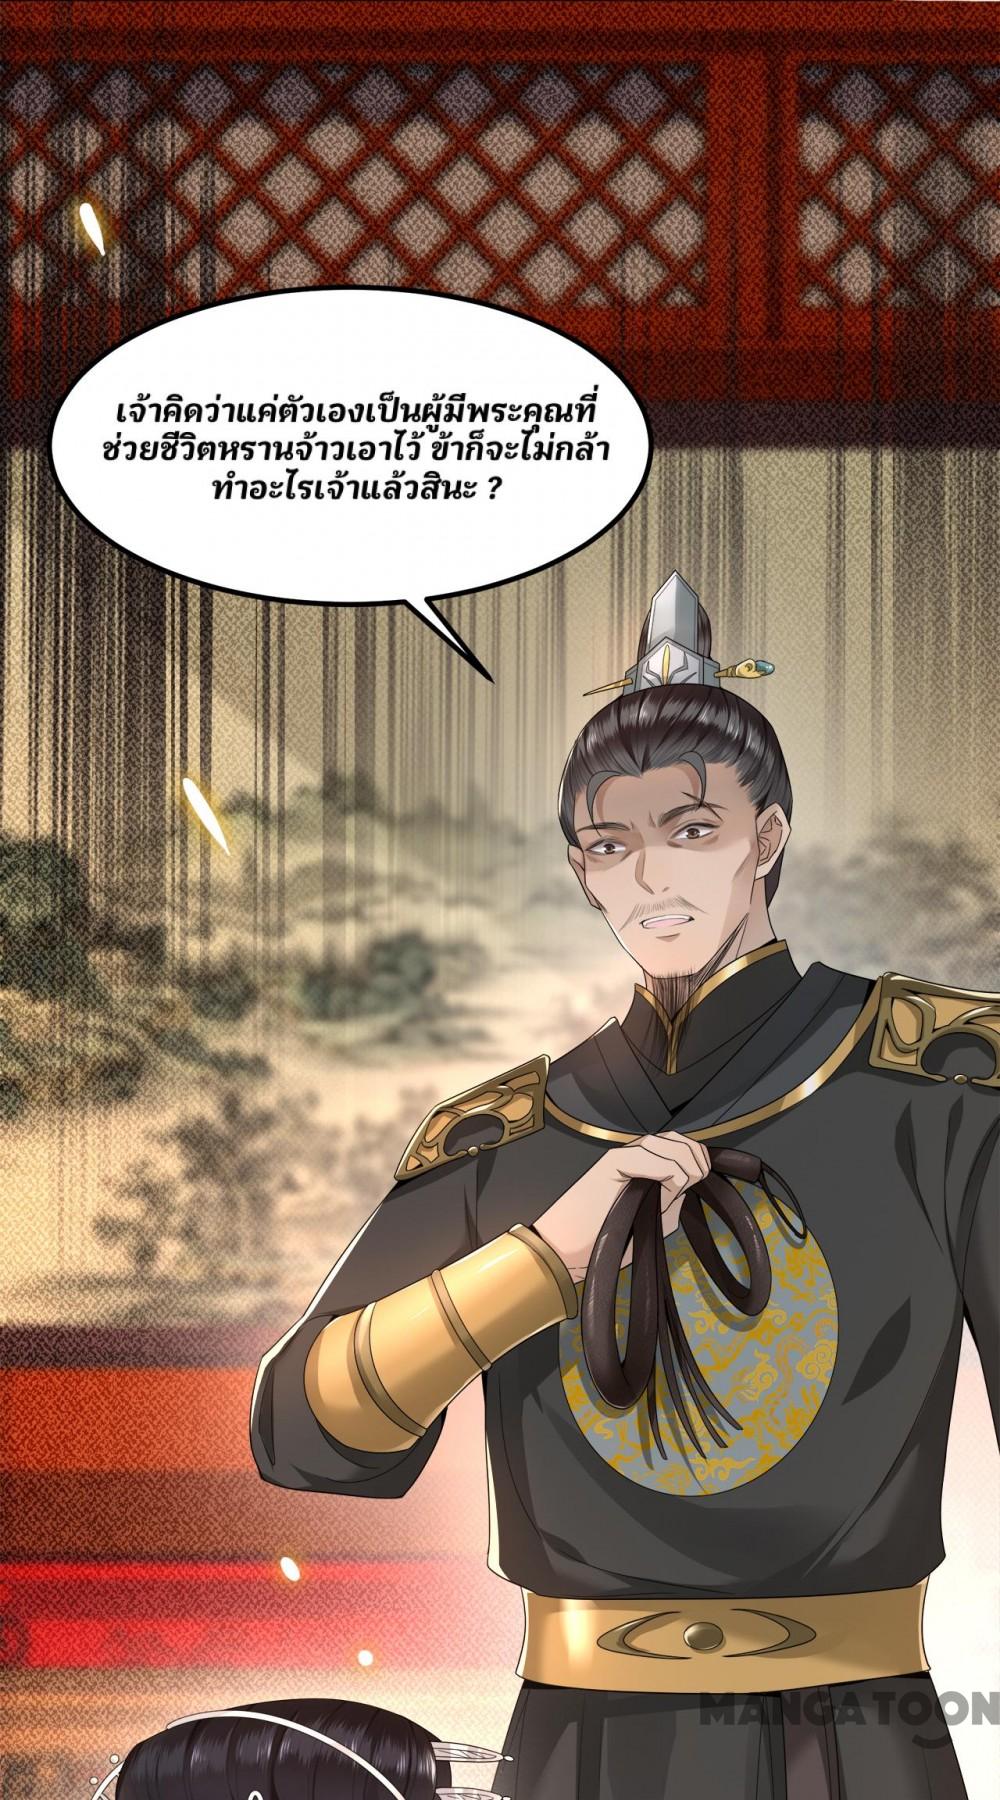 เจ้าคิดว่าแค่ตัวเองเป็นผู้มีพระคุณที่
ช่วยชีวิตหรานจ้าวเอาไว้ ข้าก็จะไม่กล้า
ทำอะไรเจ้าแล้วสินะ ?
MANGATOON